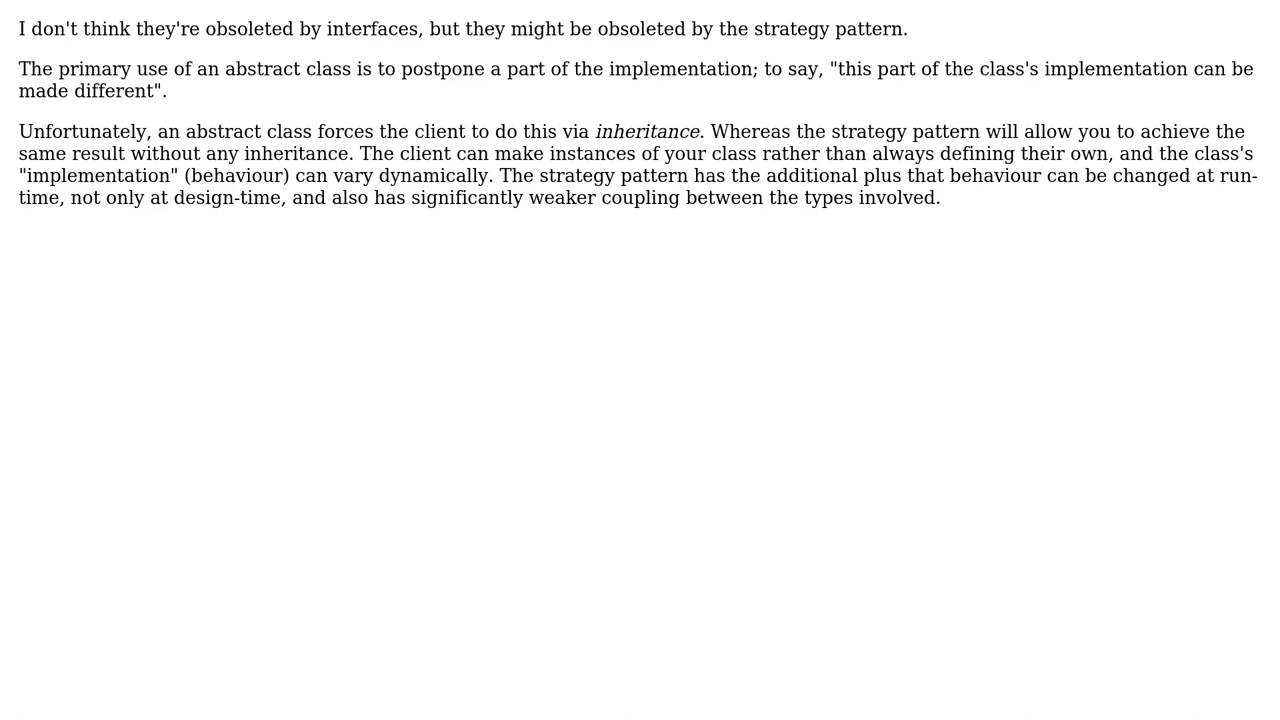 I don't think they're obsoleted by interfaces, but they might be obsoleted by the strategy pattern.
The primary use of an abstract class is to postpone a part of the implementation; to say, "this part of the class's implementation can be
made different".
Unfortunately, an abstract class forces the client to do this via inheritance. Whereas the strategy pattern will allow you to achieve the
same result without any inheritance. The client can make instances of your class rather than always defining their own, and the class's
"implementation" (behaviour) can vary dynamically. The strategy pattern has the additional plus that behaviour can be changed at run-
time, not only at design-time, and also has significantly weaker coupling between the types involved.